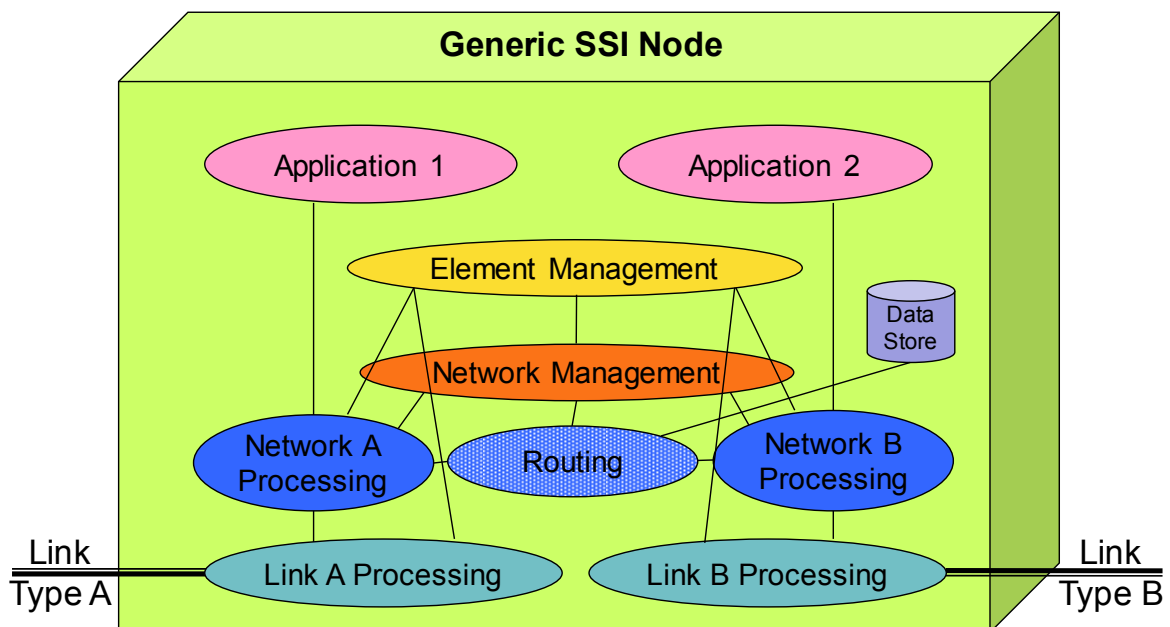 Generic SSI Node
Application 1
Application 2
Element Management
Data
Store
Network Management
Network A
Processing
Routing
Network B
Processing
Link
Type A
Link A Processing
Link B Processing
Link
Type B